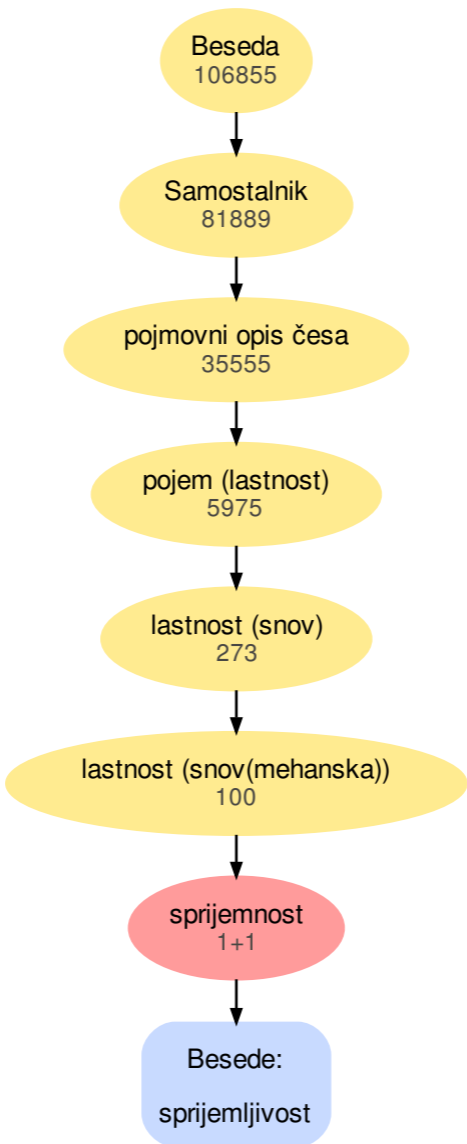 Beseda
106855
Samostalnik
81889
pojmovni opis česa
35555
pojem (lastnost)
5975
lastnost (snov)
273
lastnost (snov(mehanska))
100
sprijemnost
1+1
Besede:
sprijemljivost